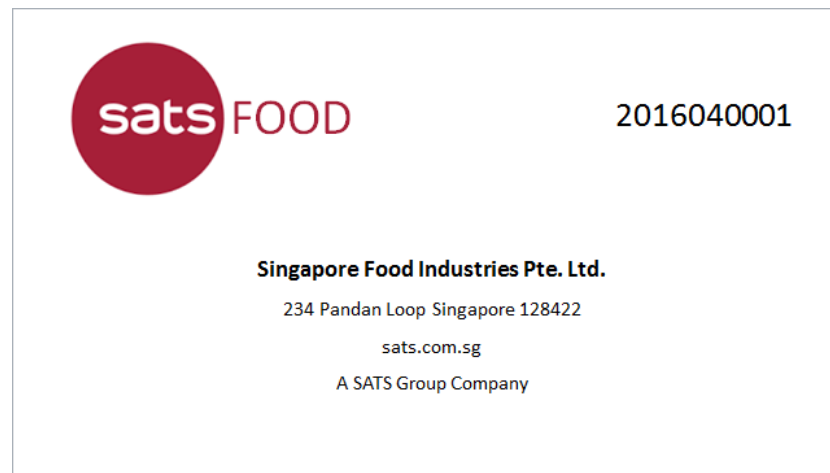 sats FOOD
2016040001
Singapore Food Industries Pte. Ltd.
234 Pandan Loop Singapore 128422
sats.com.sg
A SATS Group Company